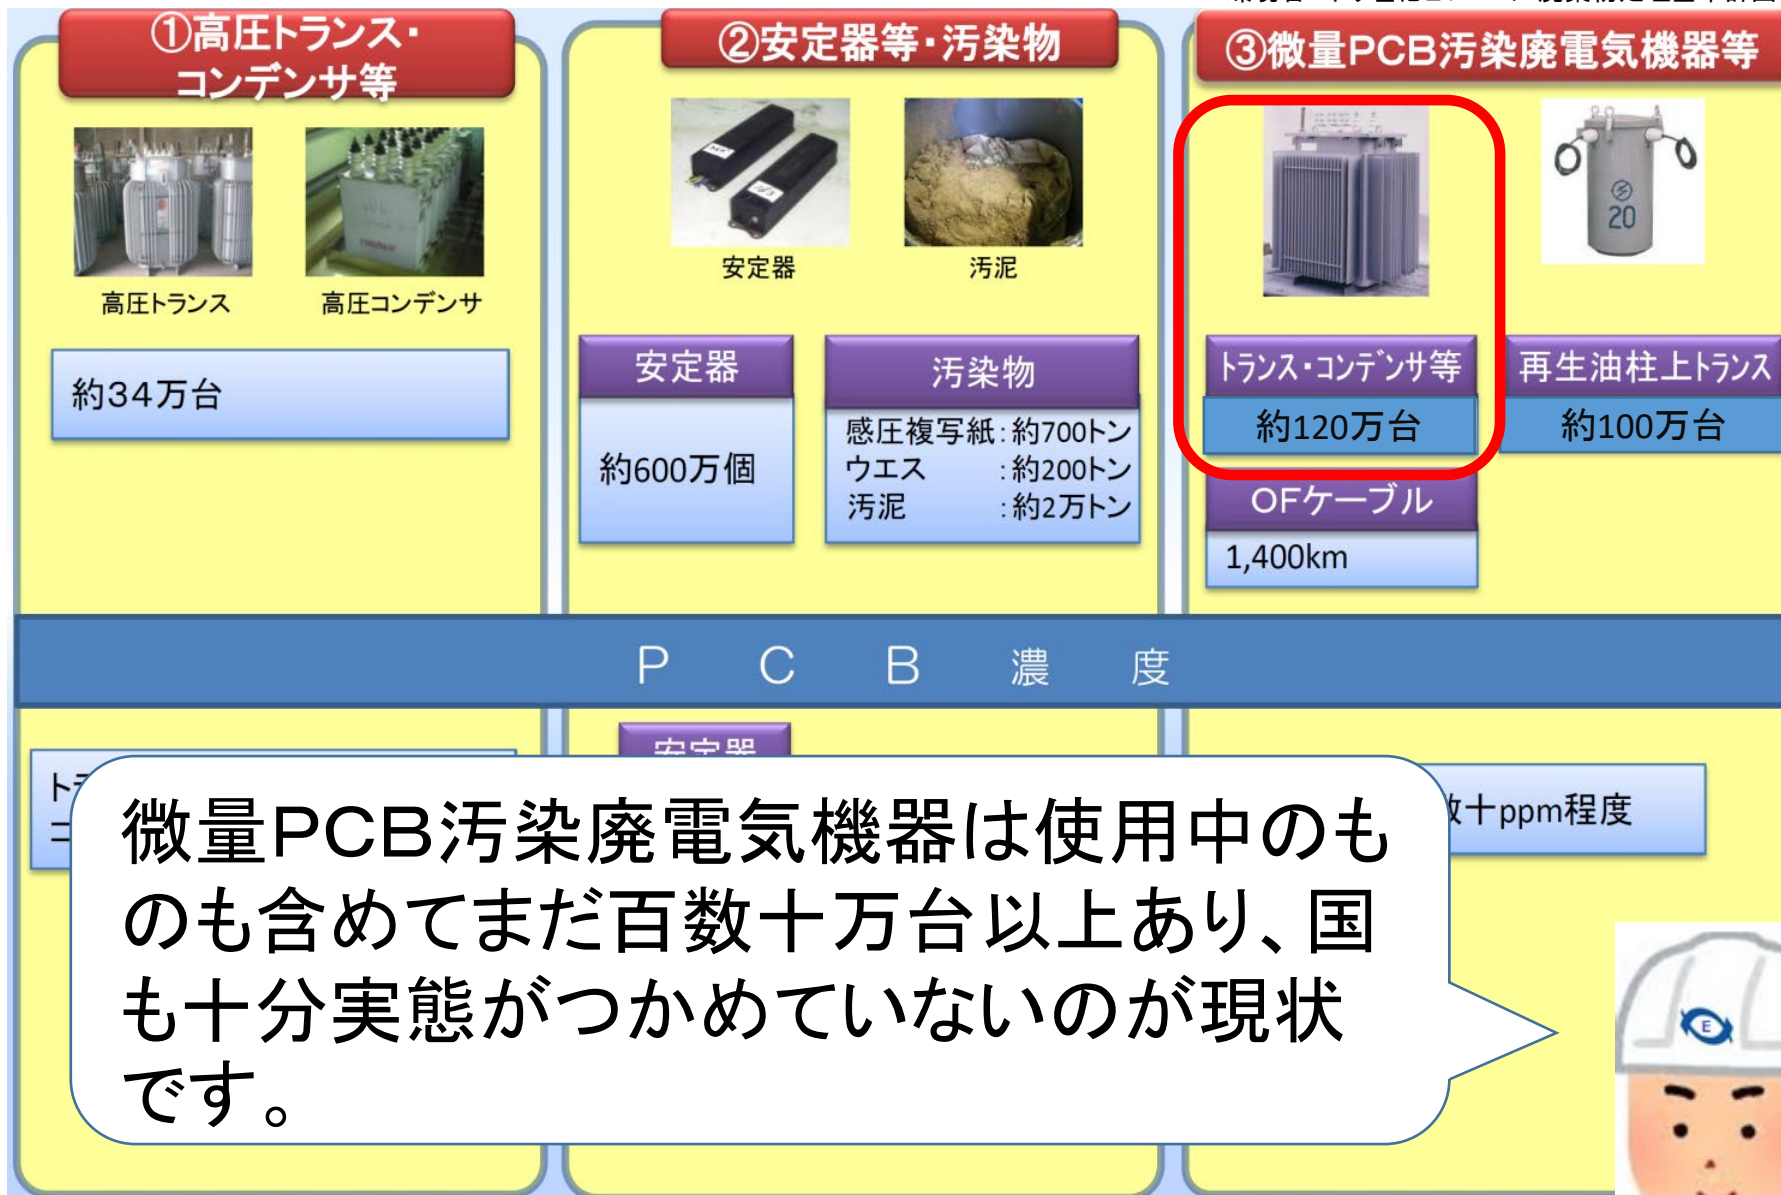 ①高圧トランス・
コンデンサ等
②安定器等・汚染物
③微量PCB汚染廃電気機器等
20
高圧トランス
高圧コンデンサ
安定器
汚泥
約34万台
安定器
約600万個
汚染物
感圧複写紙:約700トン
ウエス :約200トン
汚泥 :約2万トン
トランス・コンデンサ等
約120万台
再生油柱上トランス
約100万台
OFケーブル
1,400km
PCB濃度
安定器
数十ppm程度
微量PCB汚染廃電気機器は使用中のも
のも含めてまだ百数十万台以上あり、国
も十分実態がつかめていないのが現状
です。
E